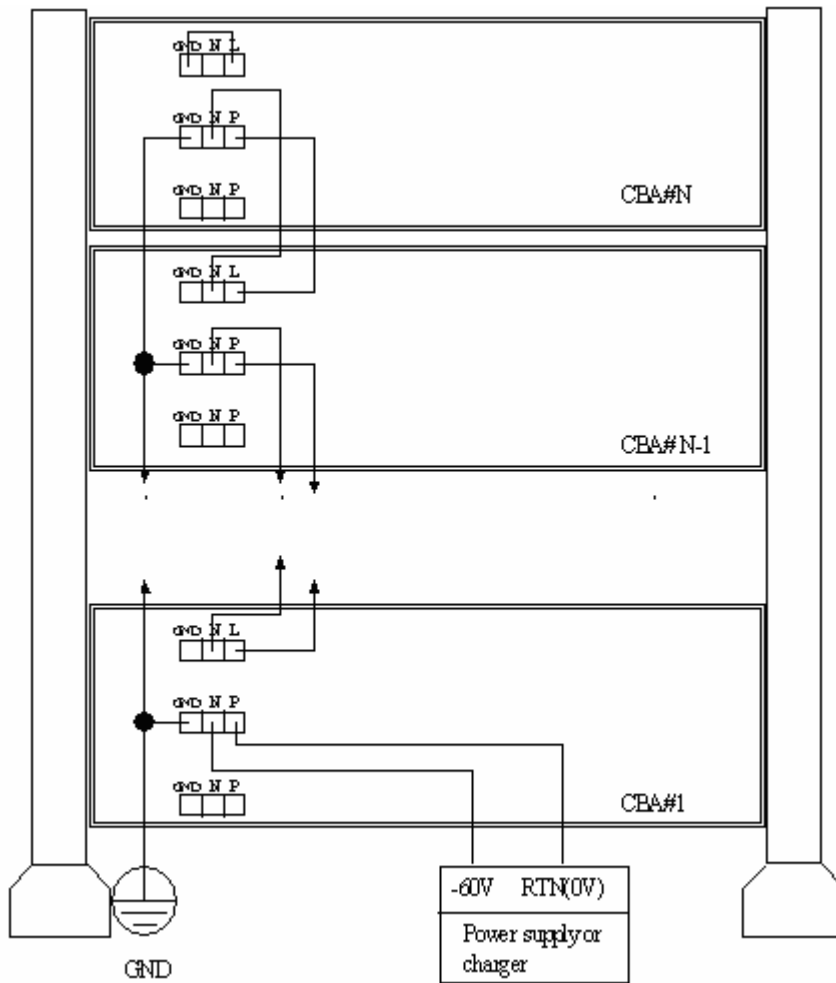 GND N L
GND N P
GND N P
CBA#N
GND N L
GND N P
GND N P
CBA# N-1
GND N L
GND N P
GND N P
CBA#1
-60V RTN(0V)
Power supply or
charger
GND